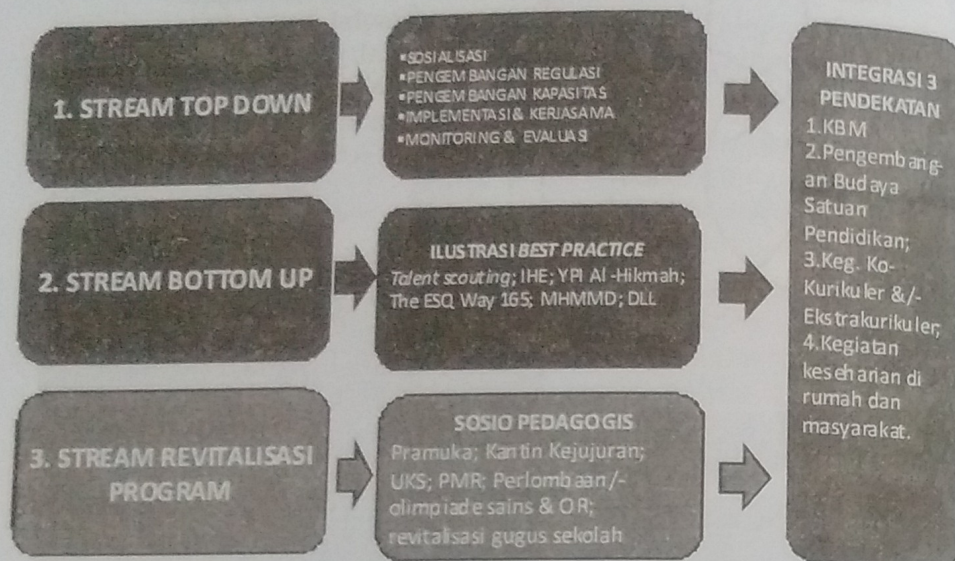 1. STREAM TOP DOWN
▪SOSIALISASI
▪PENGEMBANGAN REGULASI
▪PENGEMBANGAN KAPASITAS
▪IMPLEMENTASI & KERJASAMA
▪MONITORING & EVALUASI
2. STREAM BOTTOM UP
ILUSTRASI BEST PRACTICE
Talent scouting; IHE; YPI Al-Hikmah;
The ESQ Way 165; MHMMD; DLL
3. STREAM REVITALISASI
PROGRAM
SOSIO PEDAGOGIS
Pramuka; Kantin Kejujuran;
UKS; PMR; Perlombaan/-
olimpiade sains & OR;
revitalisasi gugus sekolah
INTEGRASI 3
PENDEKATAN
1.KBM
2.Pengembang-
an Budaya
Satuan
Pendidikan;
3.Keg. Ko-
Kurikuler &/-
Ekstrakurikuler;
4.Kegiatan
keseharian di
rumah dan
masyarakat.